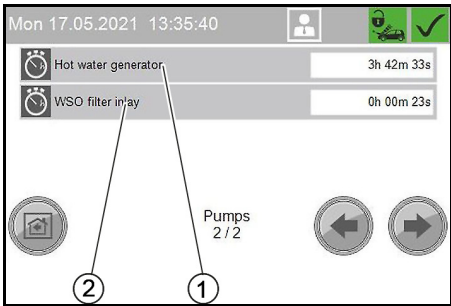 Mon 17.05.2021 13:35:40
Hot water generator 3h 42m 33s
WSO filter inlay 0h 00m 23s
Pumps
2 / 2
2 1